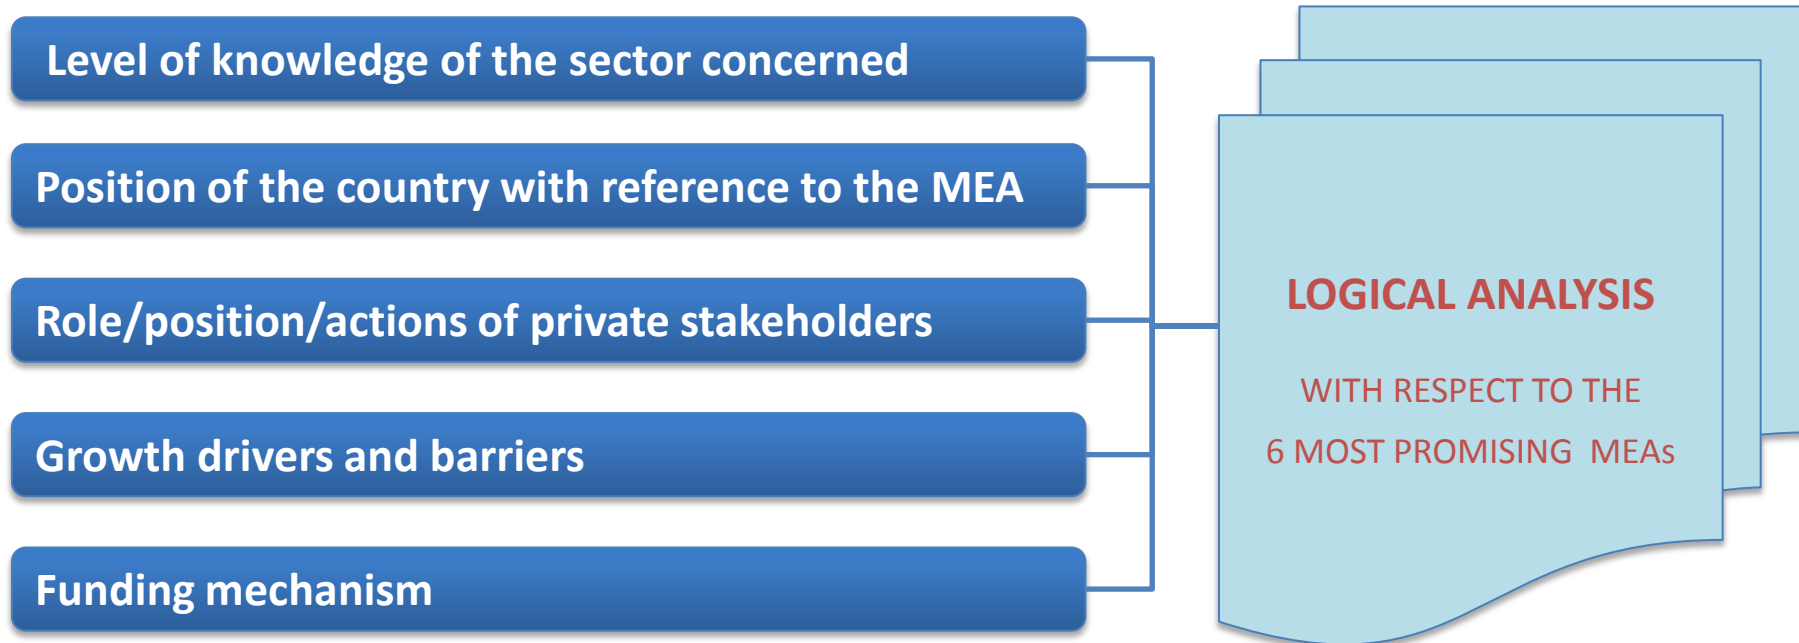 Level of knowledge of the sector concerned
Position of the country with reference to the MEA
Role/position/actions of private stakeholders
Growth drivers and barriers
Funding mechanism
LOGICAL ANALYSIS
WITH RESPECT TO THE
6 MOST PROMISING MEAs